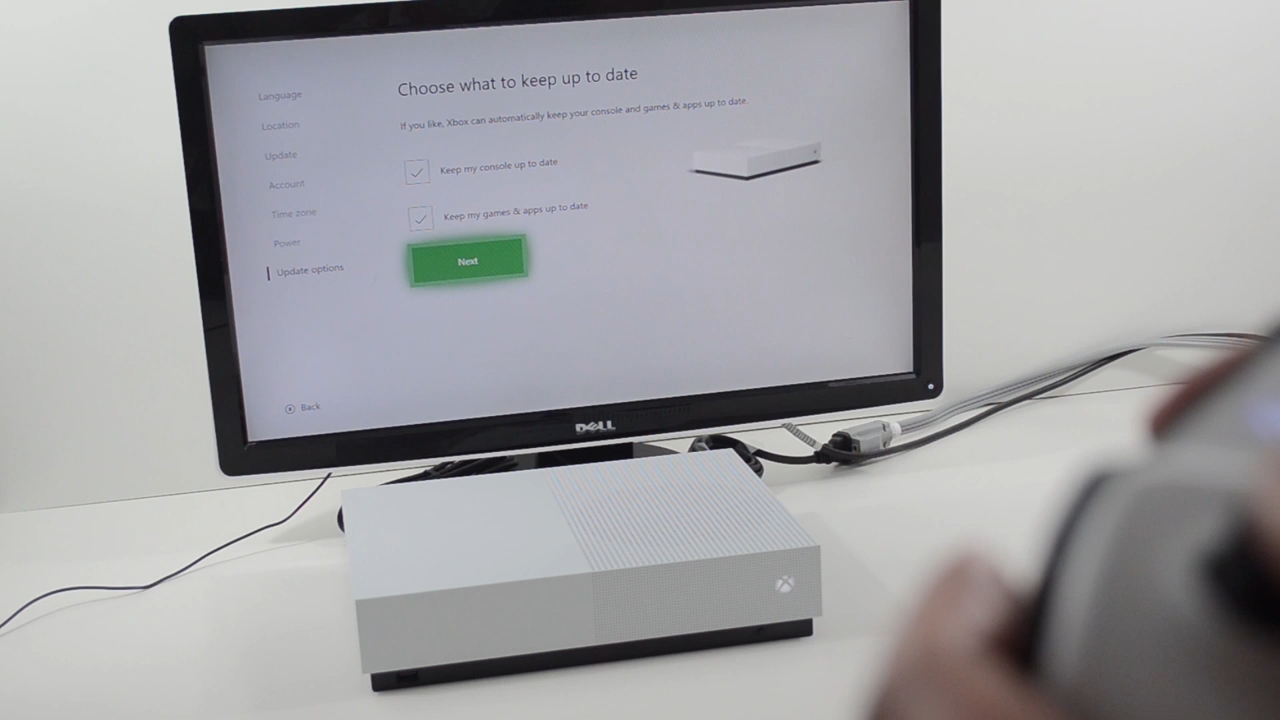 Language
Location
Update
Account
Time zone
Power
Update options
Choose what to keep up to date
If you like, Xbox can automatically keep your console and games & apps up to date.
Keep my console up to date
Keep my games & apps up to date
Next
Back
DELL